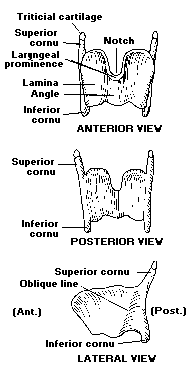 Triticial cartilage
Superior
cornu
Notch
Laryngeal
prominence
Lamina
Angle
Inferior
cornu
ANTERIOR VIEW
Superior
cornu
Inferior
cornu
POSTERIOR VIEW
Superior cornu
Oblique line
(Ant.)
(Post.)
Inferior cornu
LATERAL VIEW